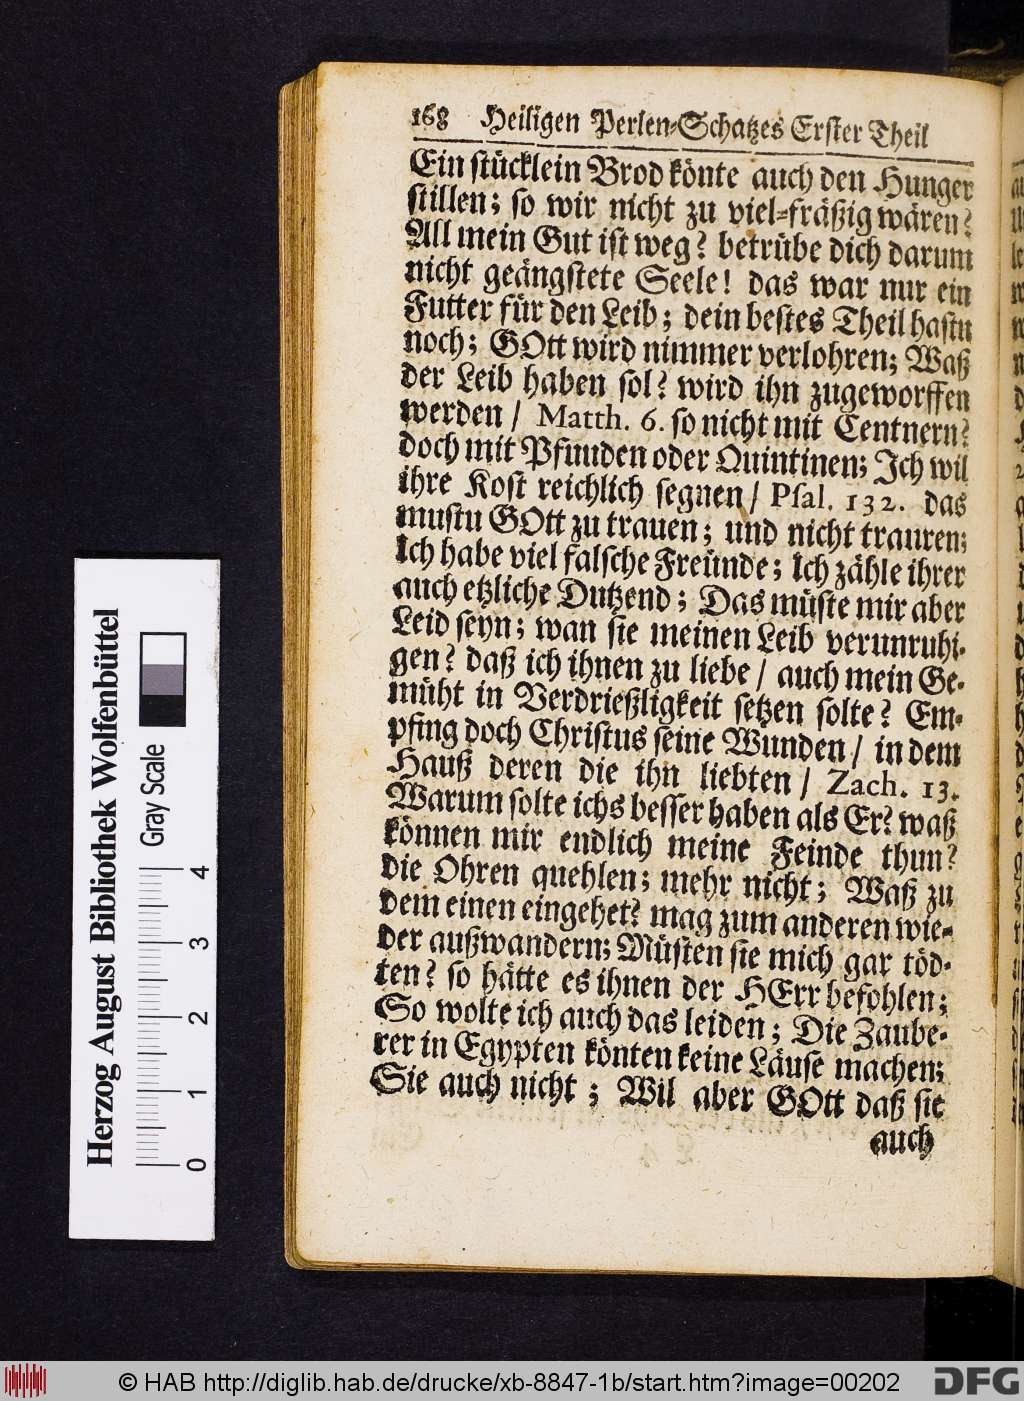 168 Heiligen Perlen-Schatzes Erster Theil
Ein stücklein Brod könte auch den Hunger
stillen; so wir nicht zu viel-fräßig wären?
All mein Gut ist weg? betrübe dich darum
nicht geängstete Seele! das war nur ein
Futter für den Leib; dein bestes Theil hastu
noch; GOtt wird nimmer verlohren; Waß
der Leib haben sol? wird ihn zugeworffen
werden / Matth. 6. so nicht mit Centnern?
doch mit Pfunden oder Quintinen; Ich wil
ihre Kost reichlich segnen / Psal. 132. das
mustu GOtt zu trauen; und nicht trauren;
Ich habe viel falsche Freunde; Ich zähle ihrer
auch etzliche Dutzend; Das müste mir aber
Leid seyn; wan sie meinen Leib verunruhi-
gen? daß ich ihnen zu liebe / auch mein Ge-
müht in Verdrießligkeit setzen solte? Em-
pfing doch Christus seine Wunden / in dem
Hauß deren die ihn liebten / Zach. 13.
Warum solte ichs besser haben als Er? waß
können mir endlich meine Feinde thun?
die Ohren quehlen; mehr nicht; Waß zu
dem einen eingehet? mag zum anderen wie-
der außwandern; Müsten sie mich gar töd-
ten? so hätte es ihnen der HErr befohlen;
So wolte ich auch das leiden; Die Zaube-
rer in Egypten könten keine Läuse machen;
Sie auch nicht; Wil aber GOtt daß sie
auch
Herzog August Bibliothek Wolfenbüttel
Gray Scale
0 1 2 3 4
© HAB http://diglib.hab.de/drucke/xb-8847-1b/start.htm?image=00202
DFG